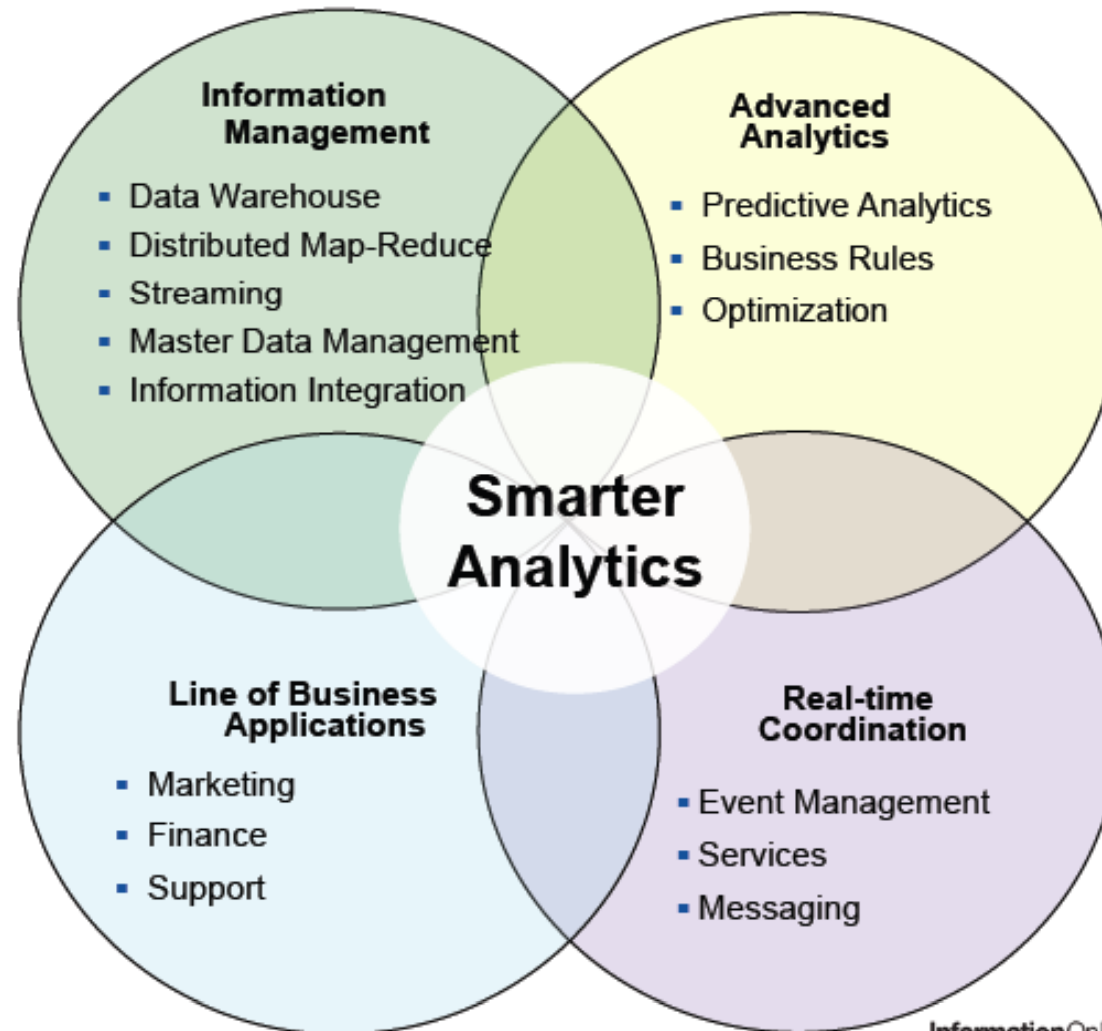 Information
Management
▪ Data Warehouse
▪ Distributed Map-Reduce
▪ Streaming
▪ Master Data Management
▪ Information Integration
Advanced
Analytics
▪ Predictive Analytics
▪ Business Rules
▪ Optimization
Smarter
Analytics
Line of Business
Applications
▪ Marketing
▪ Finance
▪ Support
Real-time
Coordination
▪ Event Management
▪ Services
▪ Messaging